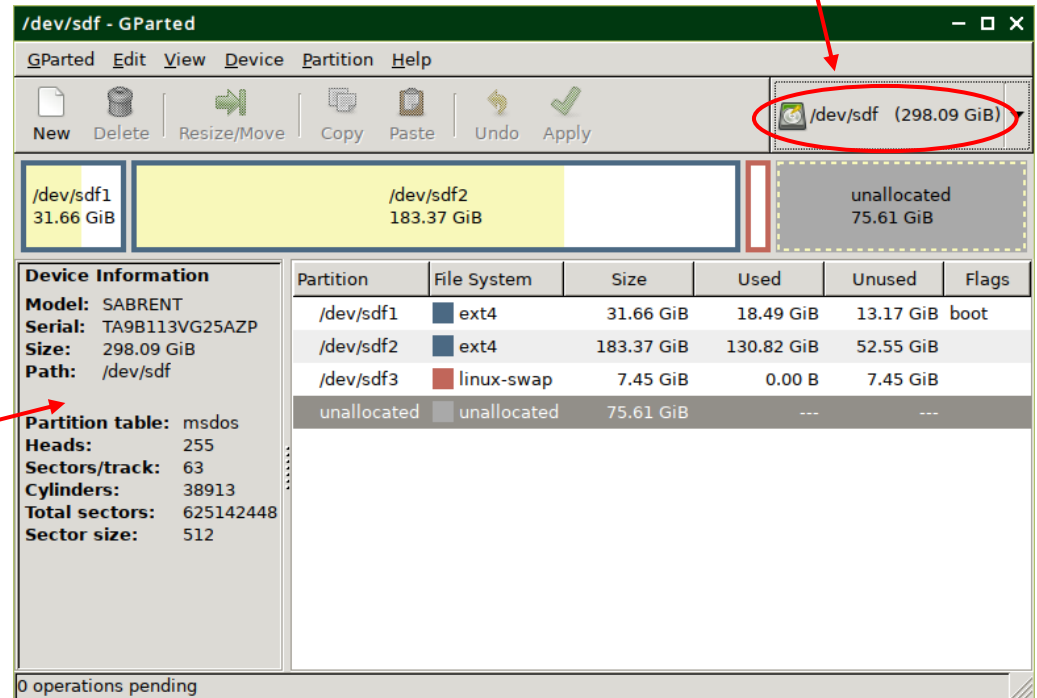 /dev/sdf - GParted
GParted Edit View Device Partition Help
New Delete Resize/Move Copy Paste Undo Apply /dev/sdf (298.09 GiB)
/dev/sdf1 /dev/sdf2 unallocated
31.66 GiB 183.37 GiB 75.61 GiB
Device Information
Model: SABRENT
Serial: TA9B113VG25AZP
Size: 298.09 GiB
Path: /dev/sdf
Partition table: msdos
Heads: 255
Sectors/track: 63
Cylinders: 38913
Total sectors: 625142448
Sector size: 512
Partition File System Size Used Unused Flags
/dev/sdf1 ext4 31.66 GiB 18.49 GiB 13.17 GiB boot
/dev/sdf2 ext4 183.37 GiB 130.82 GiB 52.55 GiB
/dev/sdf3 linux-swap 7.45 GiB 0.00 B 7.45 GiB
unallocated unallocated 75.61 GiB --- ---
0 operations pending